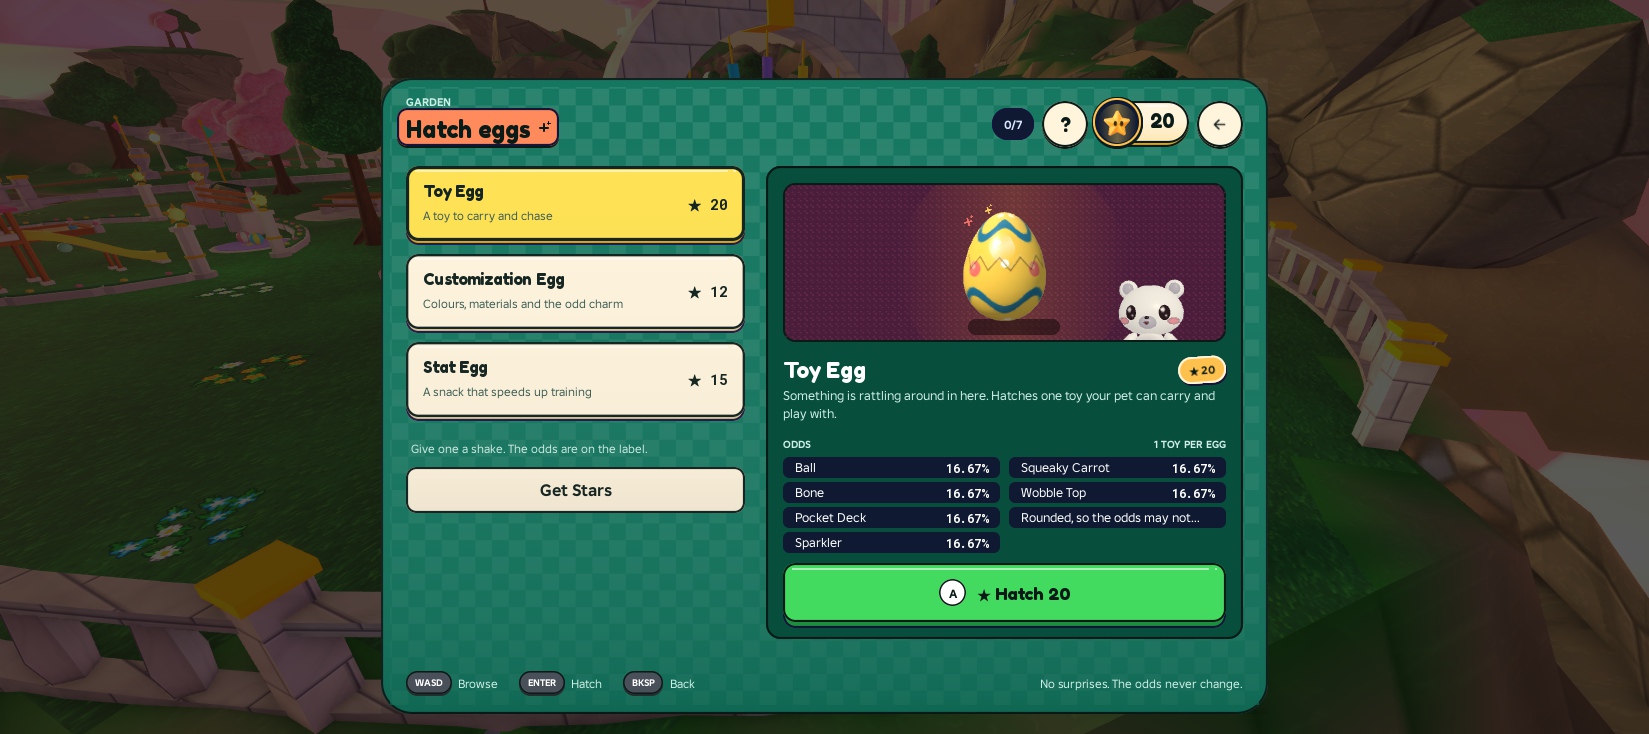 GARDEN
Hatch eggs
0/7
?
20
Toy Egg
A toy to carry and chase
★ 20
Customization Egg
Colours, materials and the odd charm
★ 12
Stat Egg
A snack that speeds up training
★ 15
Give one a shake. The odds are on the label.
Get Stars
Toy Egg
★ 20
Something is rattling around in here. Hatches one toy your pet can carry and
play with.
ODDS
1 TOY PER EGG
Ball 16.67%
Squeaky Carrot 16.67%
Bone 16.67%
Wobble Top 16.67%
Pocket Deck 16.67%
Rounded, so the odds may not...
Sparkler 16.67%
A ★ Hatch 20
WASD Browse
ENTER Hatch
BKSP Back
No surprises. The odds never change.